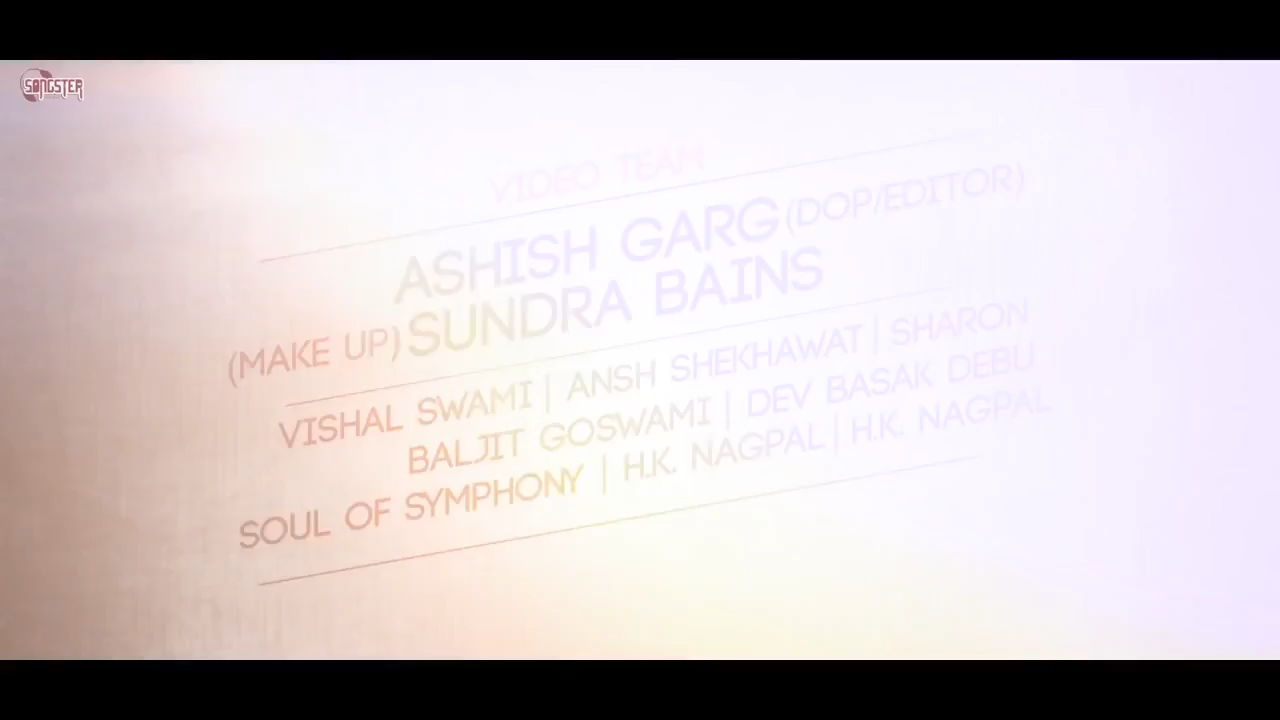 SONGSTER
VIDEO TEAM
ASHISH GARG (DOP/EDITOR)
(MAKE UP) SUNDRA BAINS
VISHAL SWAMI | ANSH SHEKHAWAT | SHARON
BALJIT GOSWAMI | DEV BASAK DEBU
SOUL OF SYMPHONY | H.K. NAGPAL | H.K. NAGPAL